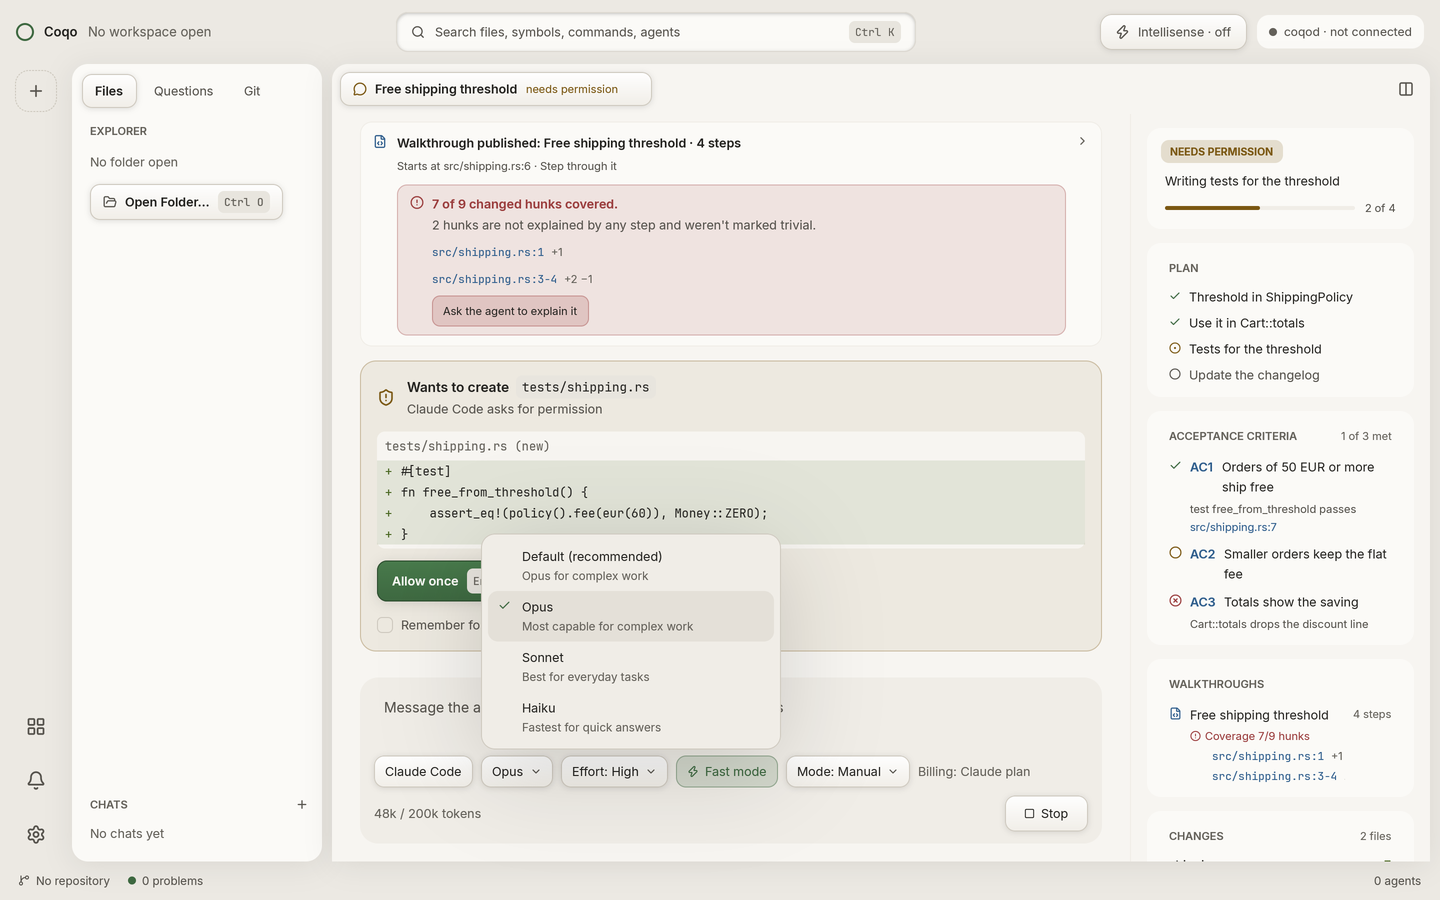 Coqo No workspace open
Search files, symbols, commands, agents Ctrl K
Intellisense · off
coqod · not connected
Files Questions Git
EXPLORER
No folder open
Open Folder... Ctrl O
CHATS
No chats yet
Free shipping threshold needs permission
Walkthrough published: Free shipping threshold · 4 steps
Starts at src/shipping.rs:6 · Step through it
7 of 9 changed hunks covered.
2 hunks are not explained by any step and weren't marked trivial.
src/shipping.rs:1 +1
src/shipping.rs:3-4 +2 −1
Ask the agent to explain it
Wants to create tests/shipping.rs
Claude Code asks for permission
tests/shipping.rs (new)
+ #[test]
+ fn free_from_threshold() {
+ assert_eq!(policy().fee(eur(60)), Money::ZERO);
+ }
Allow once
Remember fo
Default (recommended)
Opus for complex work
Opus
Most capable for complex work
Sonnet
Best for everyday tasks
Haiku
Fastest for quick answers
Message the a
Claude Code Opus Effort: High Fast mode Mode: Manual Billing: Claude plan
48k / 200k tokens
Stop
NEEDS PERMISSION
Writing tests for the threshold
2 of 4
PLAN
Threshold in ShippingPolicy
Use it in Cart::totals
Tests for the threshold
Update the changelog
ACCEPTANCE CRITERIA 1 of 3 met
AC1 Orders of 50 EUR or more
ship free
test free_from_threshold passes
src/shipping.rs:7
AC2 Smaller orders keep the flat
fee
AC3 Totals show the saving
Cart::totals drops the discount line
WALKTHROUGHS
Free shipping threshold 4 steps
Coverage 7/9 hunks
src/shipping.rs:1 +1
src/shipping.rs:3-4
CHANGES 2 files
No repository 0 problems
0 agents